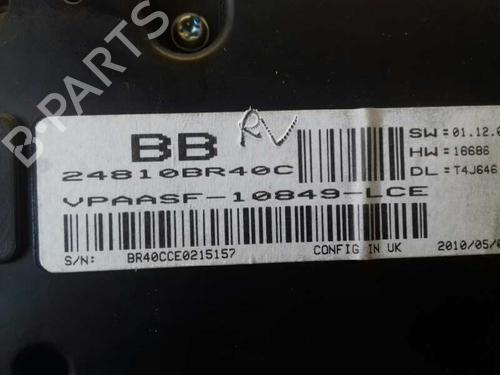 B-PARTS
RV
BB
24810BR40C
VPAASF-10849-LCE
SW=01.12.0
HW=16686
DL=T4J646
S/N: BR40CCE0215157 CONFIG IN UK 2010/05/0